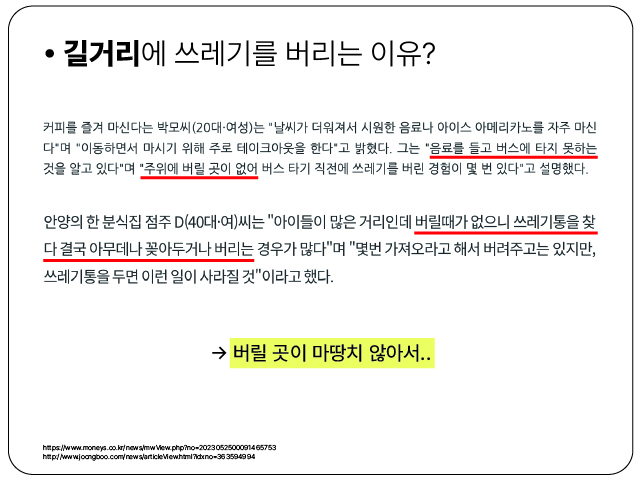 • 길거리에 쓰레기를 버리는 이유?
커피를 즐겨 마신다는 박모씨(20대·여성)는 "날씨가 더워져서 시원한 음료나 아이스 아메리카노를 자주 마신
다"며 "이동하면서 마시기 위해 주로 테이크아웃을 한다"고 밝혔다. 그는 "음료를 들고 버스에 타지 못하는
것을 알고 있다"며 "주위에 버릴 곳이 없어 버스 타기 직전에 쓰레기를 버린 경험이 몇 번 있다"고 설명했다.
안양의 한 분식집 점주 D(40대·여)씨는 "아이들이 많은 거리인데 버릴때가 없으니 쓰레기통을 찾
다 결국 아무데나 꽂아두거나 버리는 경우가 많다"며 "몇번 가져오라고 해서 버려주고는 있지만,
쓰레기통을 두면 이런 일이 사라질 것"이라고 했다.
→ 버릴 곳이 마땅치 않아서..
https://www.moneys.co.kr/news/mwView.php?no=2023052500091465753
http://www.joongboo.com/news/articleView.html?idxno=363594994